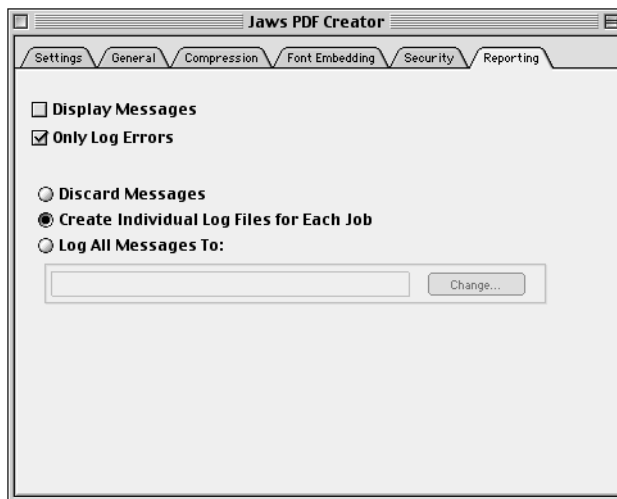 Jaws PDF Creator
Settings General Compression Font Embedding Security Reporting
Display Messages
Only Log Errors
Discard Messages
Create Individual Log Files for Each Job
Log All Messages To:
Change...